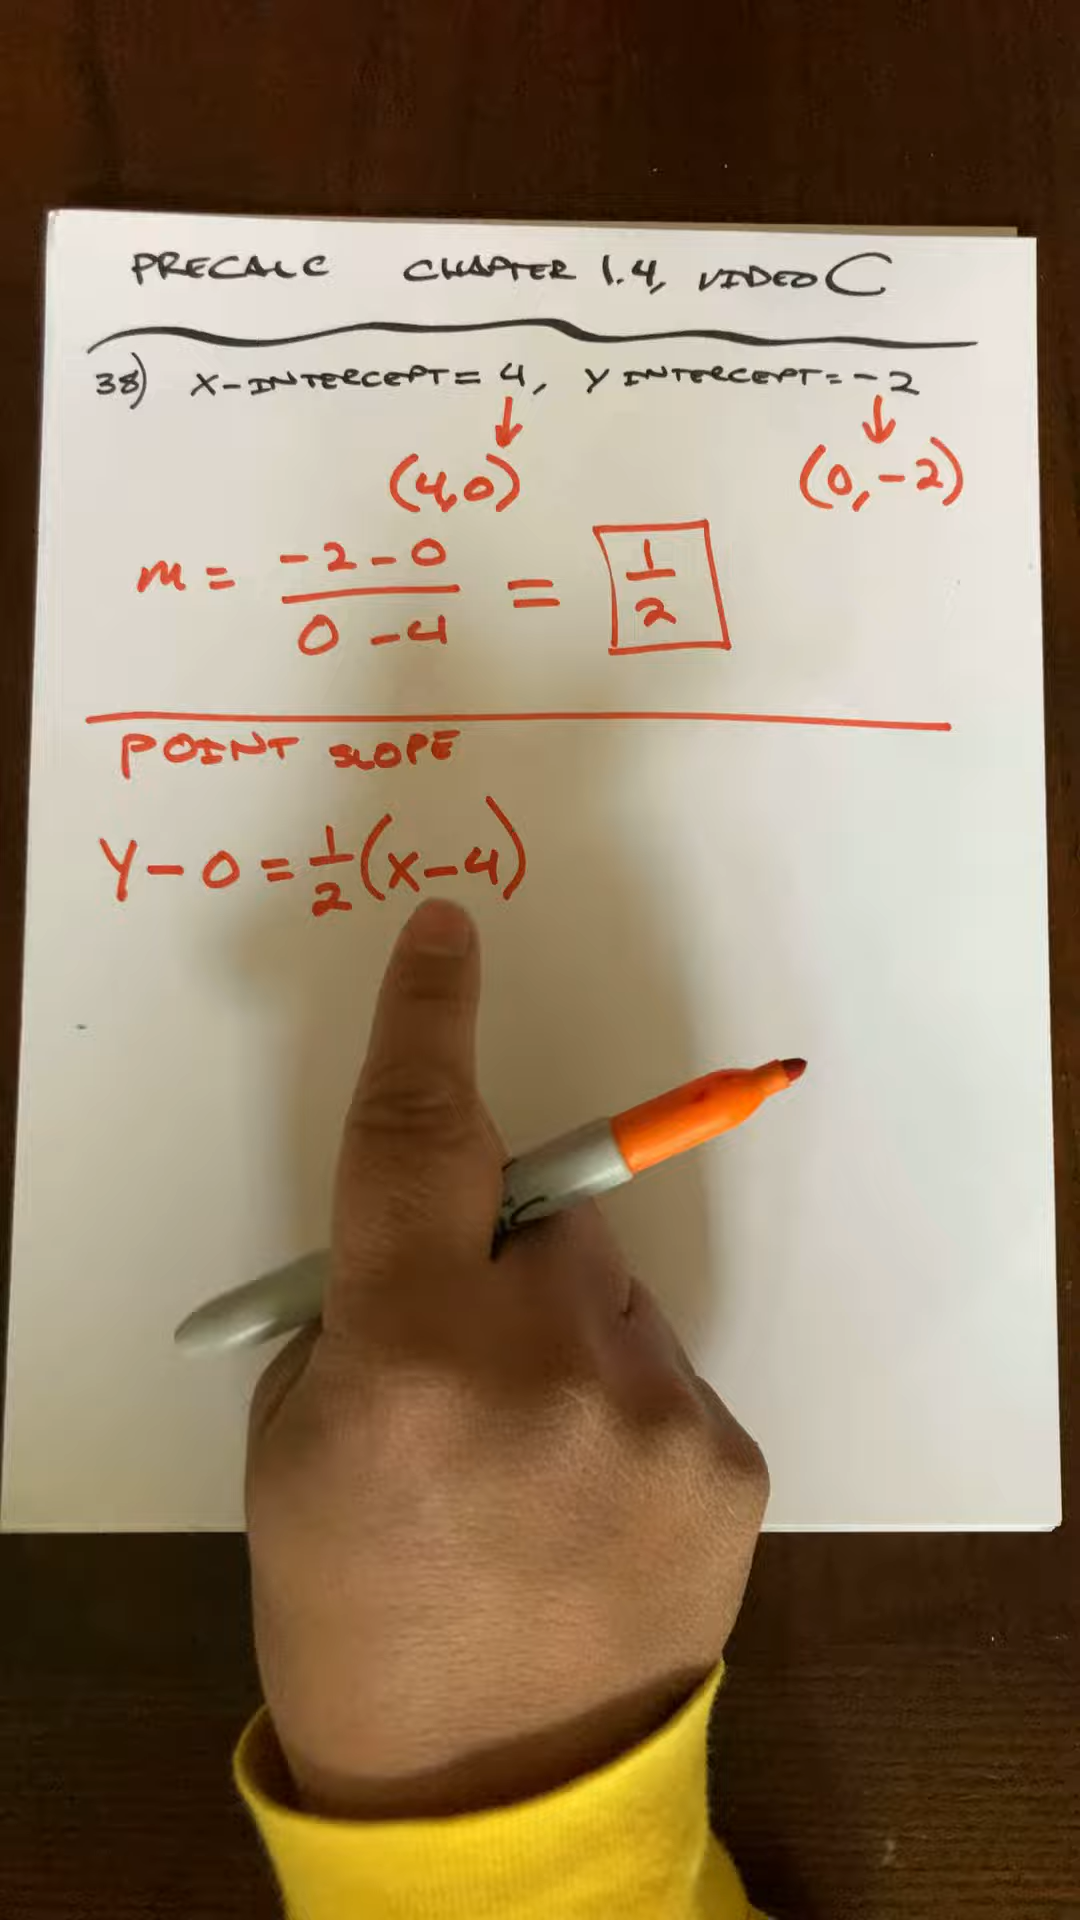 PRECALC CHAPTER 1.4, VIDEO C
38) X-INTERCEPT = 4, Y INTERCEPT = -2
(4,0) (0,-2)
m = -2 - 0 / 0 - 4 = 1/2
POINT SLOPE
Y - 0 = 1/2 (X - 4)